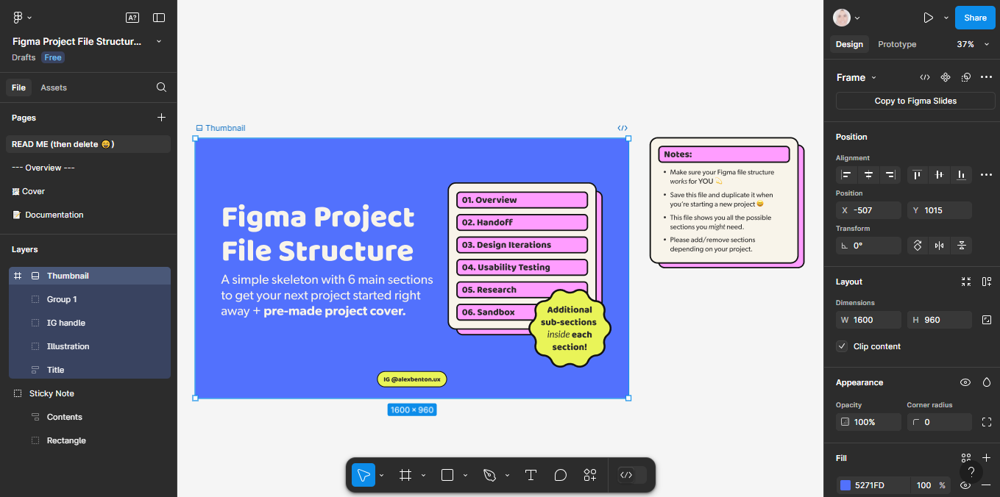 A?
Figma Project File Structur...
Drafts Free
File Assets
Pages
READ ME (then delete 😄)
--- Overview ---
🖼 Cover
📝 Documentation
Layers
Thumbnail
Group 1
IG handle
Illustration
Title
Sticky Note
Contents
Rectangle
Thumbnail
Figma Project
File Structure
A simple skeleton with 6 main sections
to get your next project started right
away + pre-made project cover.
01. Overview
02. Handoff
03. Design Iterations
04. Usability Testing
05. Research
06. Sandbox
Additional
sub-sections
inside each
section!
IG @alexbenton.ux
1600 × 960
Notes:
• Make sure your Figma file structure
works for YOU 💫
• Save this file and duplicate it when
you're starting a new project 😄
• This file shows you all the possible
sections you might need.
• Please add/remove sections
depending on your project.
Share
Design Prototype 37%
Frame
Copy to Figma Slides
Position
Alignment
Position
X -507 Y 1015
Transform
0°
Layout
Dimensions
W 1600 H 960
Clip content
Appearance
Opacity Corner radius
100% 0
Fill
?
5271FD 100 %